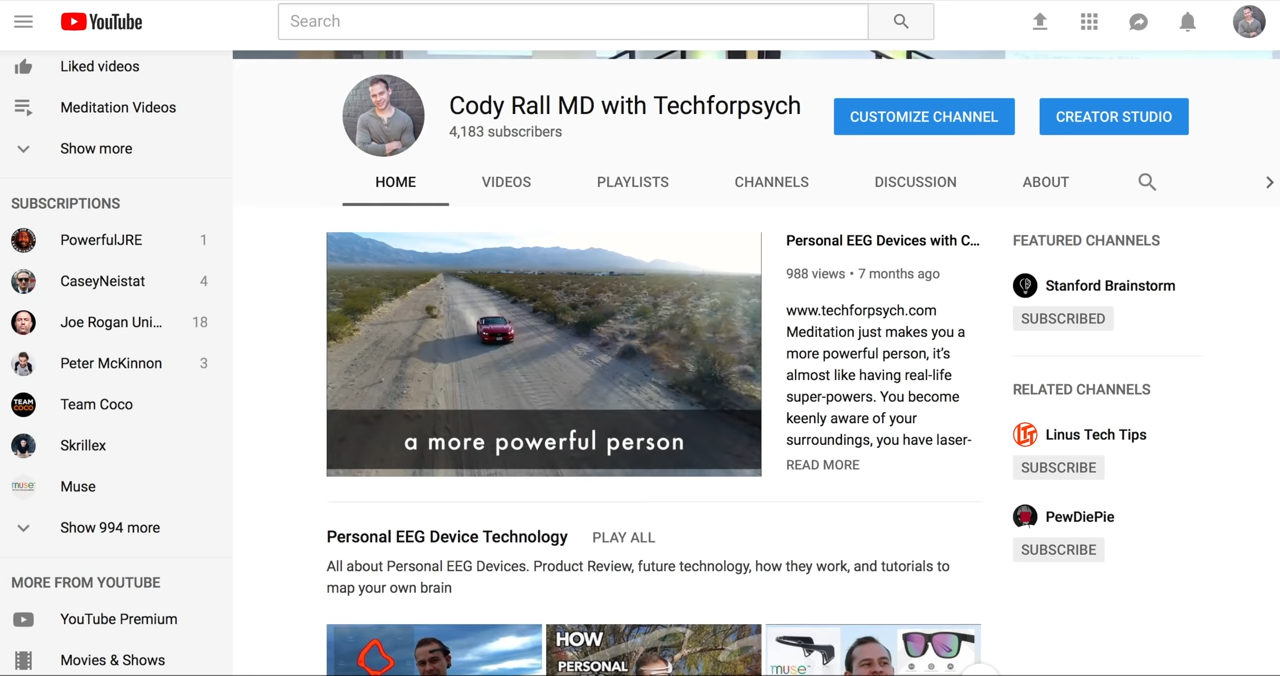 YouTube
Search
Liked videos
Meditation Videos
Show more
SUBSCRIPTIONS
PowerfulJRE 1
CaseyNeistat 4
Joe Rogan Uni... 18
Peter McKinnon 3
TEAM COCO
Team Coco
Skrillex
muse
Muse
Show 994 more
MORE FROM YOUTUBE
YouTube Premium
Movies & Shows
Cody Rall MD with Techforpsych
4,183 subscribers
CUSTOMIZE CHANNEL
CREATOR STUDIO
HOME VIDEOS PLAYLISTS CHANNELS DISCUSSION ABOUT
a more powerful person
Personal EEG Devices with C...
988 views • 7 months ago
www.techforpsych.com
Meditation just makes you a
more powerful person, it's
almost like having real-life
super-powers. You become
keenly aware of your
surroundings, you have laser-
READ MORE
Personal EEG Device Technology PLAY ALL
All about Personal EEG Devices. Product Review, future technology, how they work, and tutorials to
map your own brain
HOW
PERSONAL
muse
FEATURED CHANNELS
Stanford Brainstorm
SUBSCRIBED
RELATED CHANNELS
Linus Tech Tips
SUBSCRIBE
PewDiePie
SUBSCRIBE